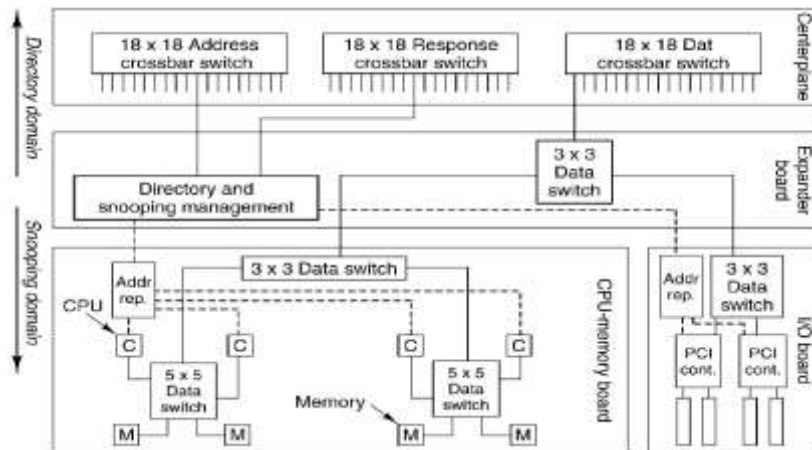 18 x 18 Address
crossbar switch
18 x 18 Response
crossbar switch
18 x 18 Dat
crossbar switch
Centerplane
Directory domain
3 x 3
Data
switch
Expander
board
Directory and
snooping management
Snooping domain
3 x 3 Data switch
Addr
rep.
CPU
C
C
C
C
5 x 5
Data
switch
5 x 5
Data
switch
Memory
M
M
M
M
CPU-memory board
Addr
rep.
3 x 3
Data
switch
PCI
cont.
PCI
cont.
I/O board